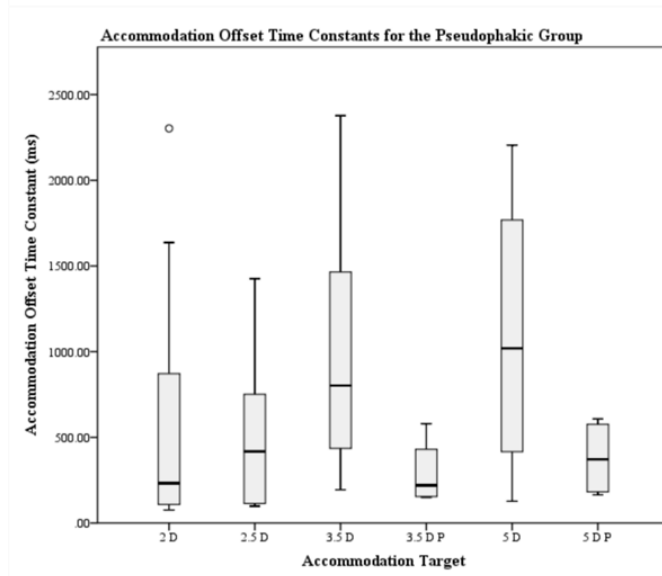 Accommodation Offset Time Constants for the Pseudophakic Group
Accommodation Offset Time Constant (ms)
2500.00
2000.00
1500.00
1000.00
500.00
.00
2 D
2.5 D
3.5 D
3.5 D P
5 D
5 D P
Accommodation Target